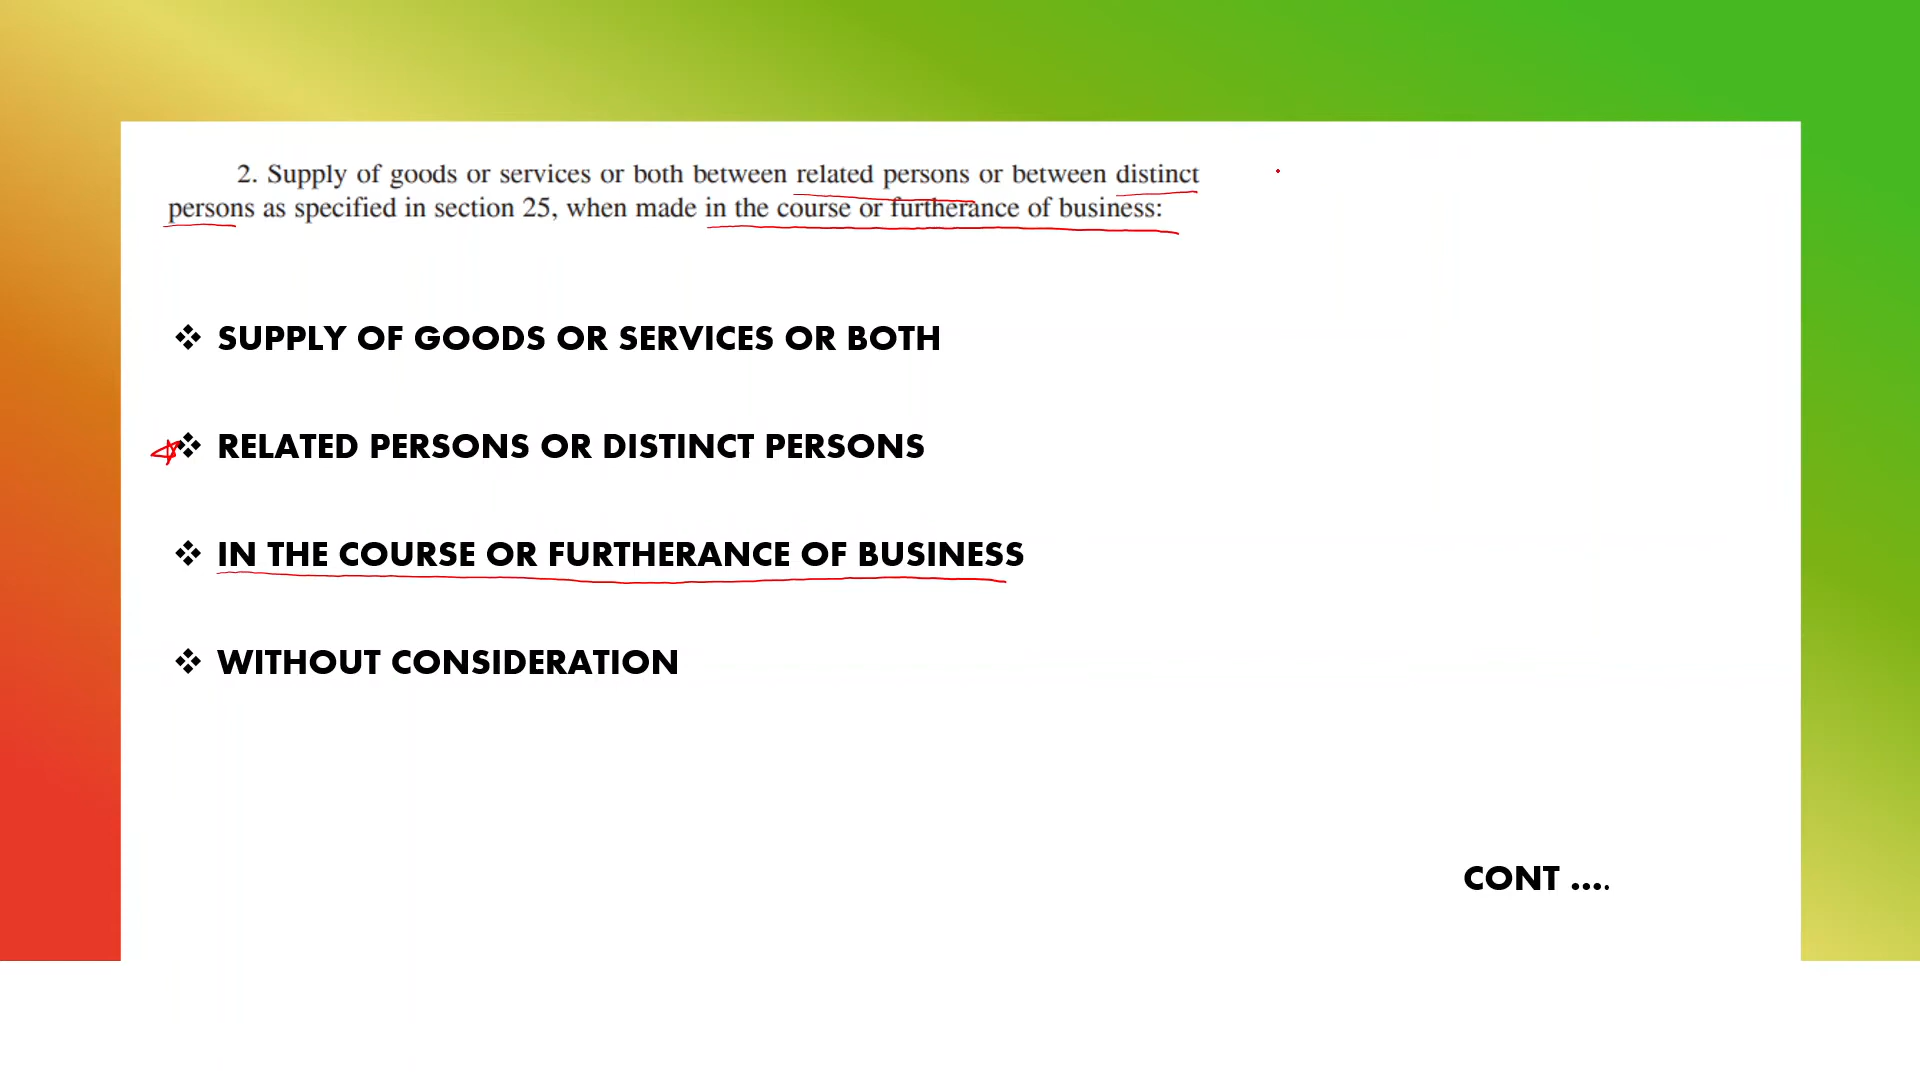 2. Supply of goods or services or both between related persons or between distinct
persons as specified in section 25, when made in the course or furtherance of business:
❖ SUPPLY OF GOODS OR SERVICES OR BOTH
❖ RELATED PERSONS OR DISTINCT PERSONS
❖ IN THE COURSE OR FURTHERANCE OF BUSINESS
❖ WITHOUT CONSIDERATION
CONT ....